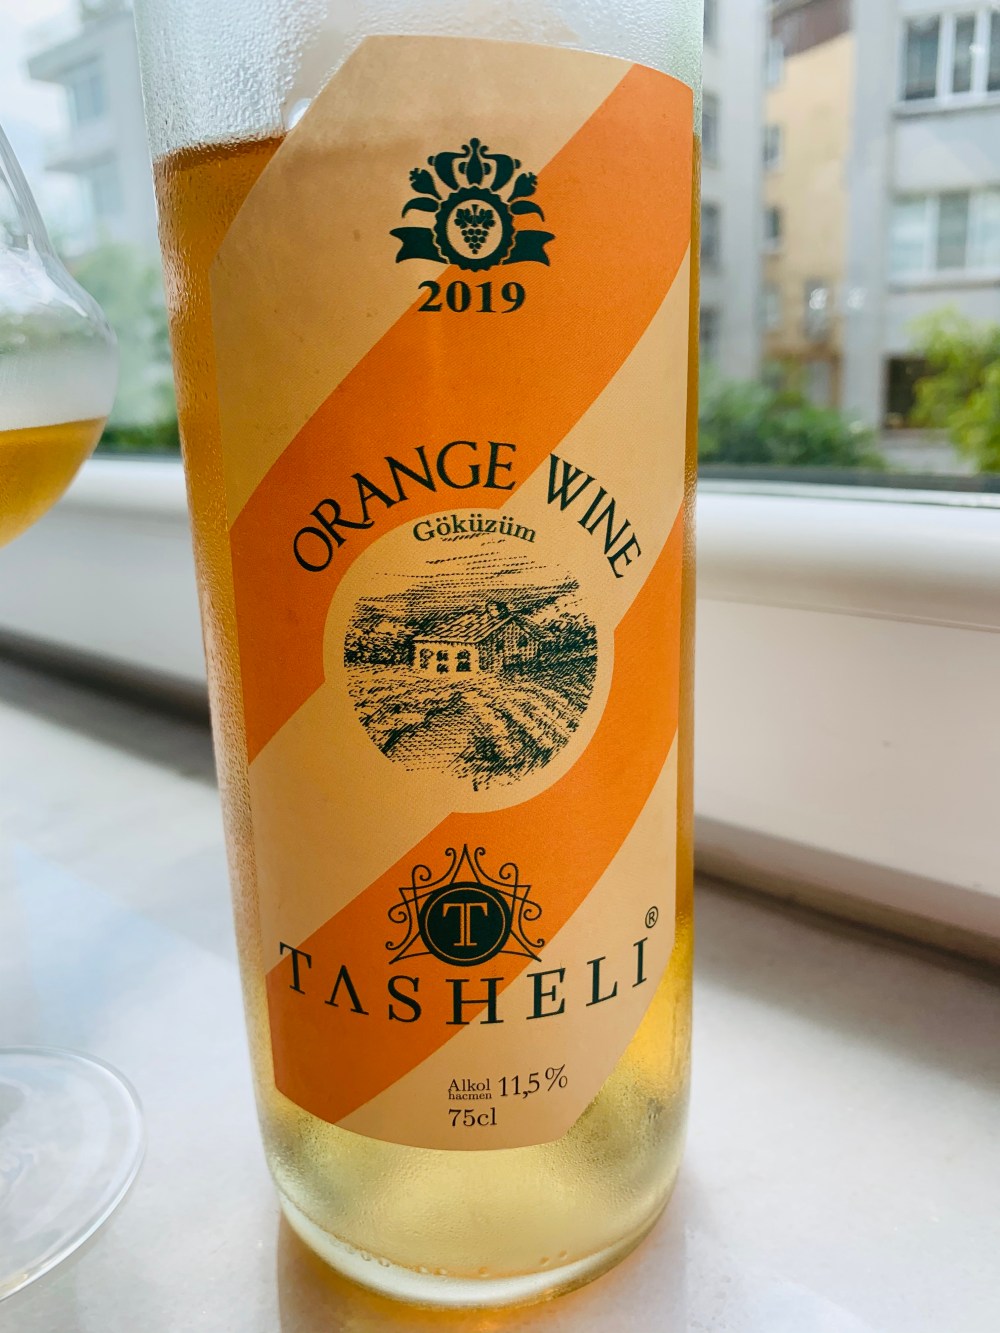 2019
ORANGE WINE
Göküzüm
T
TASHELI®
Alkol hacmen 11,5%
75cl